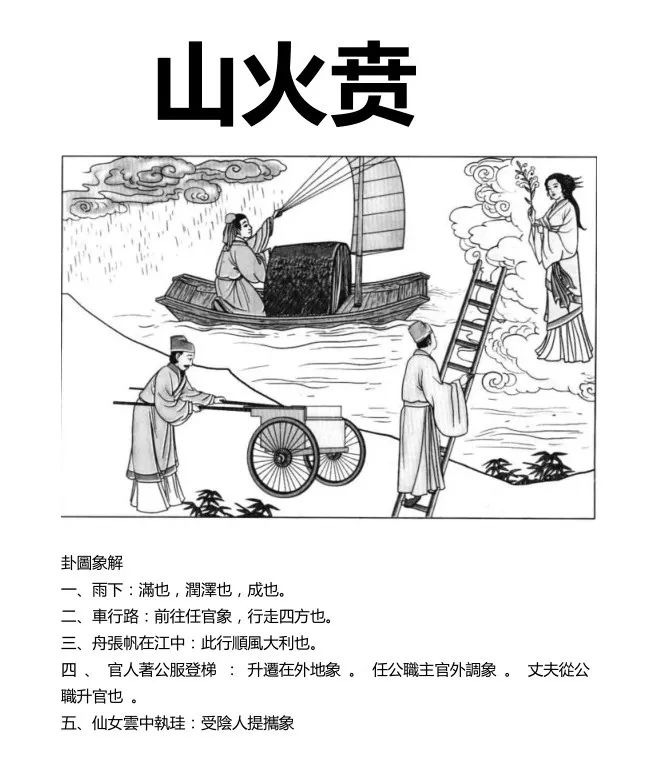 山火贲
卦圖象解
一、雨下：滿也，潤澤也，成也。
二、車行路：前往任官象，行走四方也。
三、舟張帆在江中：此行順風大利也。
四 、 官人著公服登梯 ： 升遷在外地象 。 任公職主官外調象 。 丈夫從公
職升官也 。
五、仙女雲中執珪：受陰人提攜象